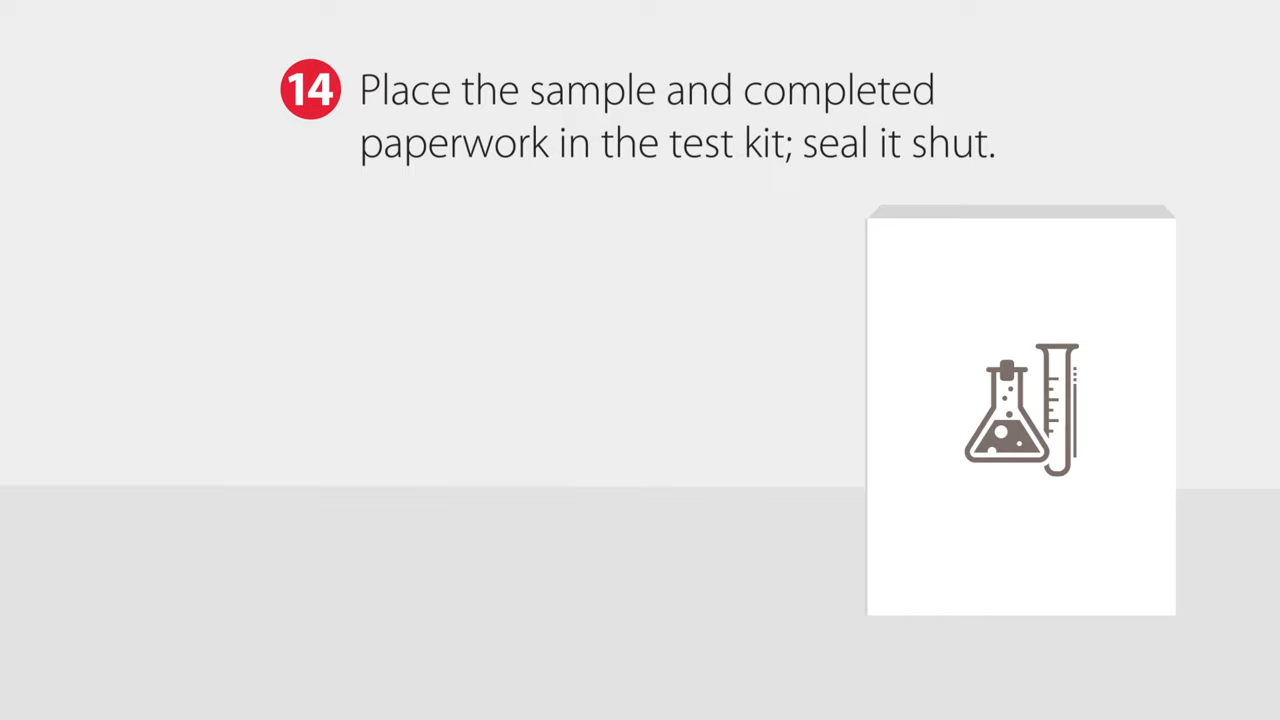 14 Place the sample and completed
paperwork in the test kit; seal it shut.